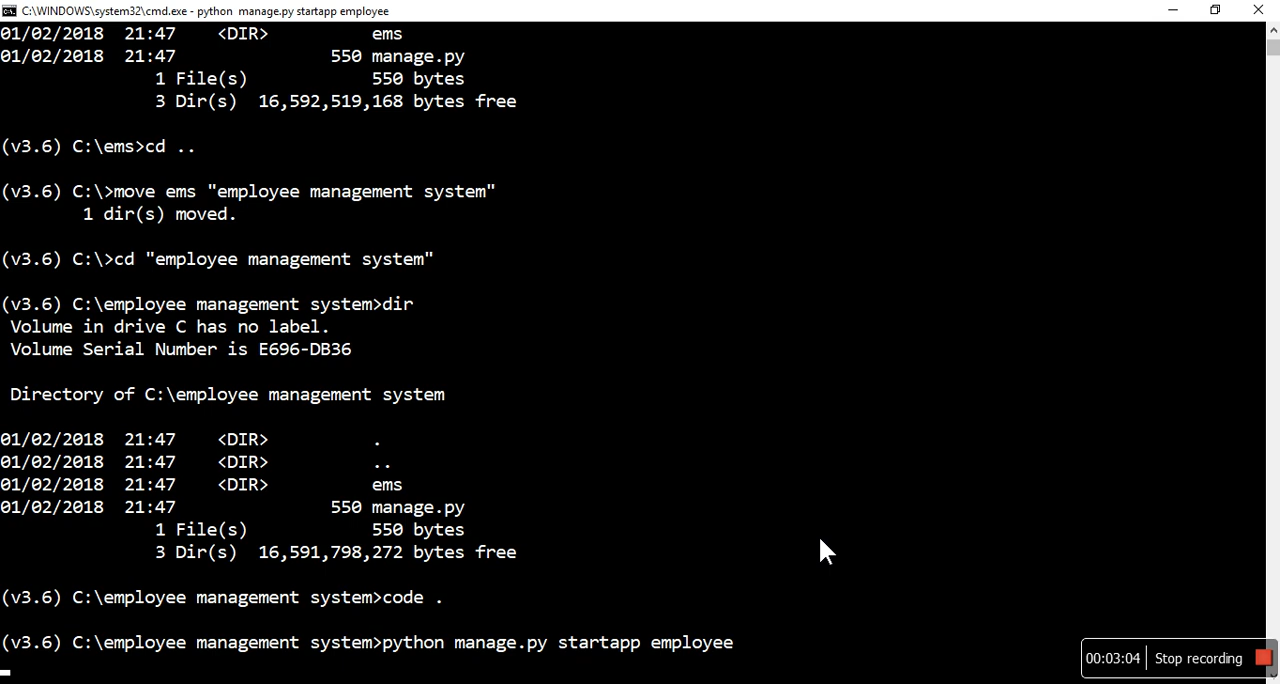 C:\WINDOWS\system32\cmd.exe - python  manage.py startapp employee
01/02/2018  21:47    <DIR>          ems
01/02/2018  21:47               550 manage.py
               1 File(s)            550 bytes
               3 Dir(s)  16,592,519,168 bytes free
(v3.6) C:\ems>cd ..
(v3.6) C:\>move ems "employee management system"
        1 dir(s) moved.
(v3.6) C:\>cd "employee management system"
(v3.6) C:\employee management system>dir
 Volume in drive C has no label.
 Volume Serial Number is E696-DB36
 Directory of C:\employee management system
01/02/2018  21:47    <DIR>          .
01/02/2018  21:47    <DIR>          ..
01/02/2018  21:47    <DIR>          ems
01/02/2018  21:47               550 manage.py
               1 File(s)            550 bytes
               3 Dir(s)  16,591,798,272 bytes free
(v3.6) C:\employee management system>code .
(v3.6) C:\employee management system>python manage.py startapp employee
00:03:04 Stop recording